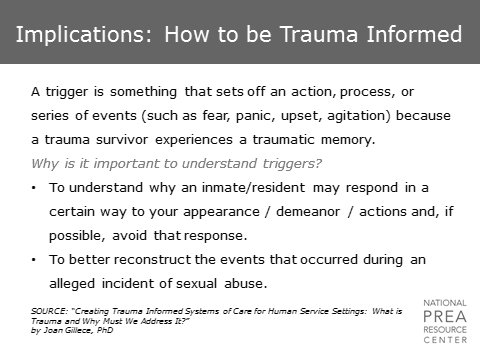 Implications: How to be Trauma Informed
A trigger is something that sets off an action, process, or
series of events (such as fear, panic, upset, agitation) because
a trauma survivor experiences a traumatic memory.
Why is it important to understand triggers?
• To understand why an inmate/resident may respond in a
certain way to your appearance / demeanor / actions and, if
possible, avoid that response.
• To better reconstruct the events that occurred during an
alleged incident of sexual abuse.
SOURCE: "Creating Trauma Informed Systems of Care for Human Service Settings: What is
Trauma and Why Must We Address It?"
by Joan Gillece, PhD
NATIONAL
PREA
RESOURCE
CENTER